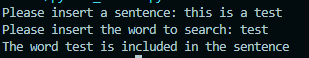 Please insert a sentence: this is a test
Please insert the word to search: test
The word test is included in the sentence